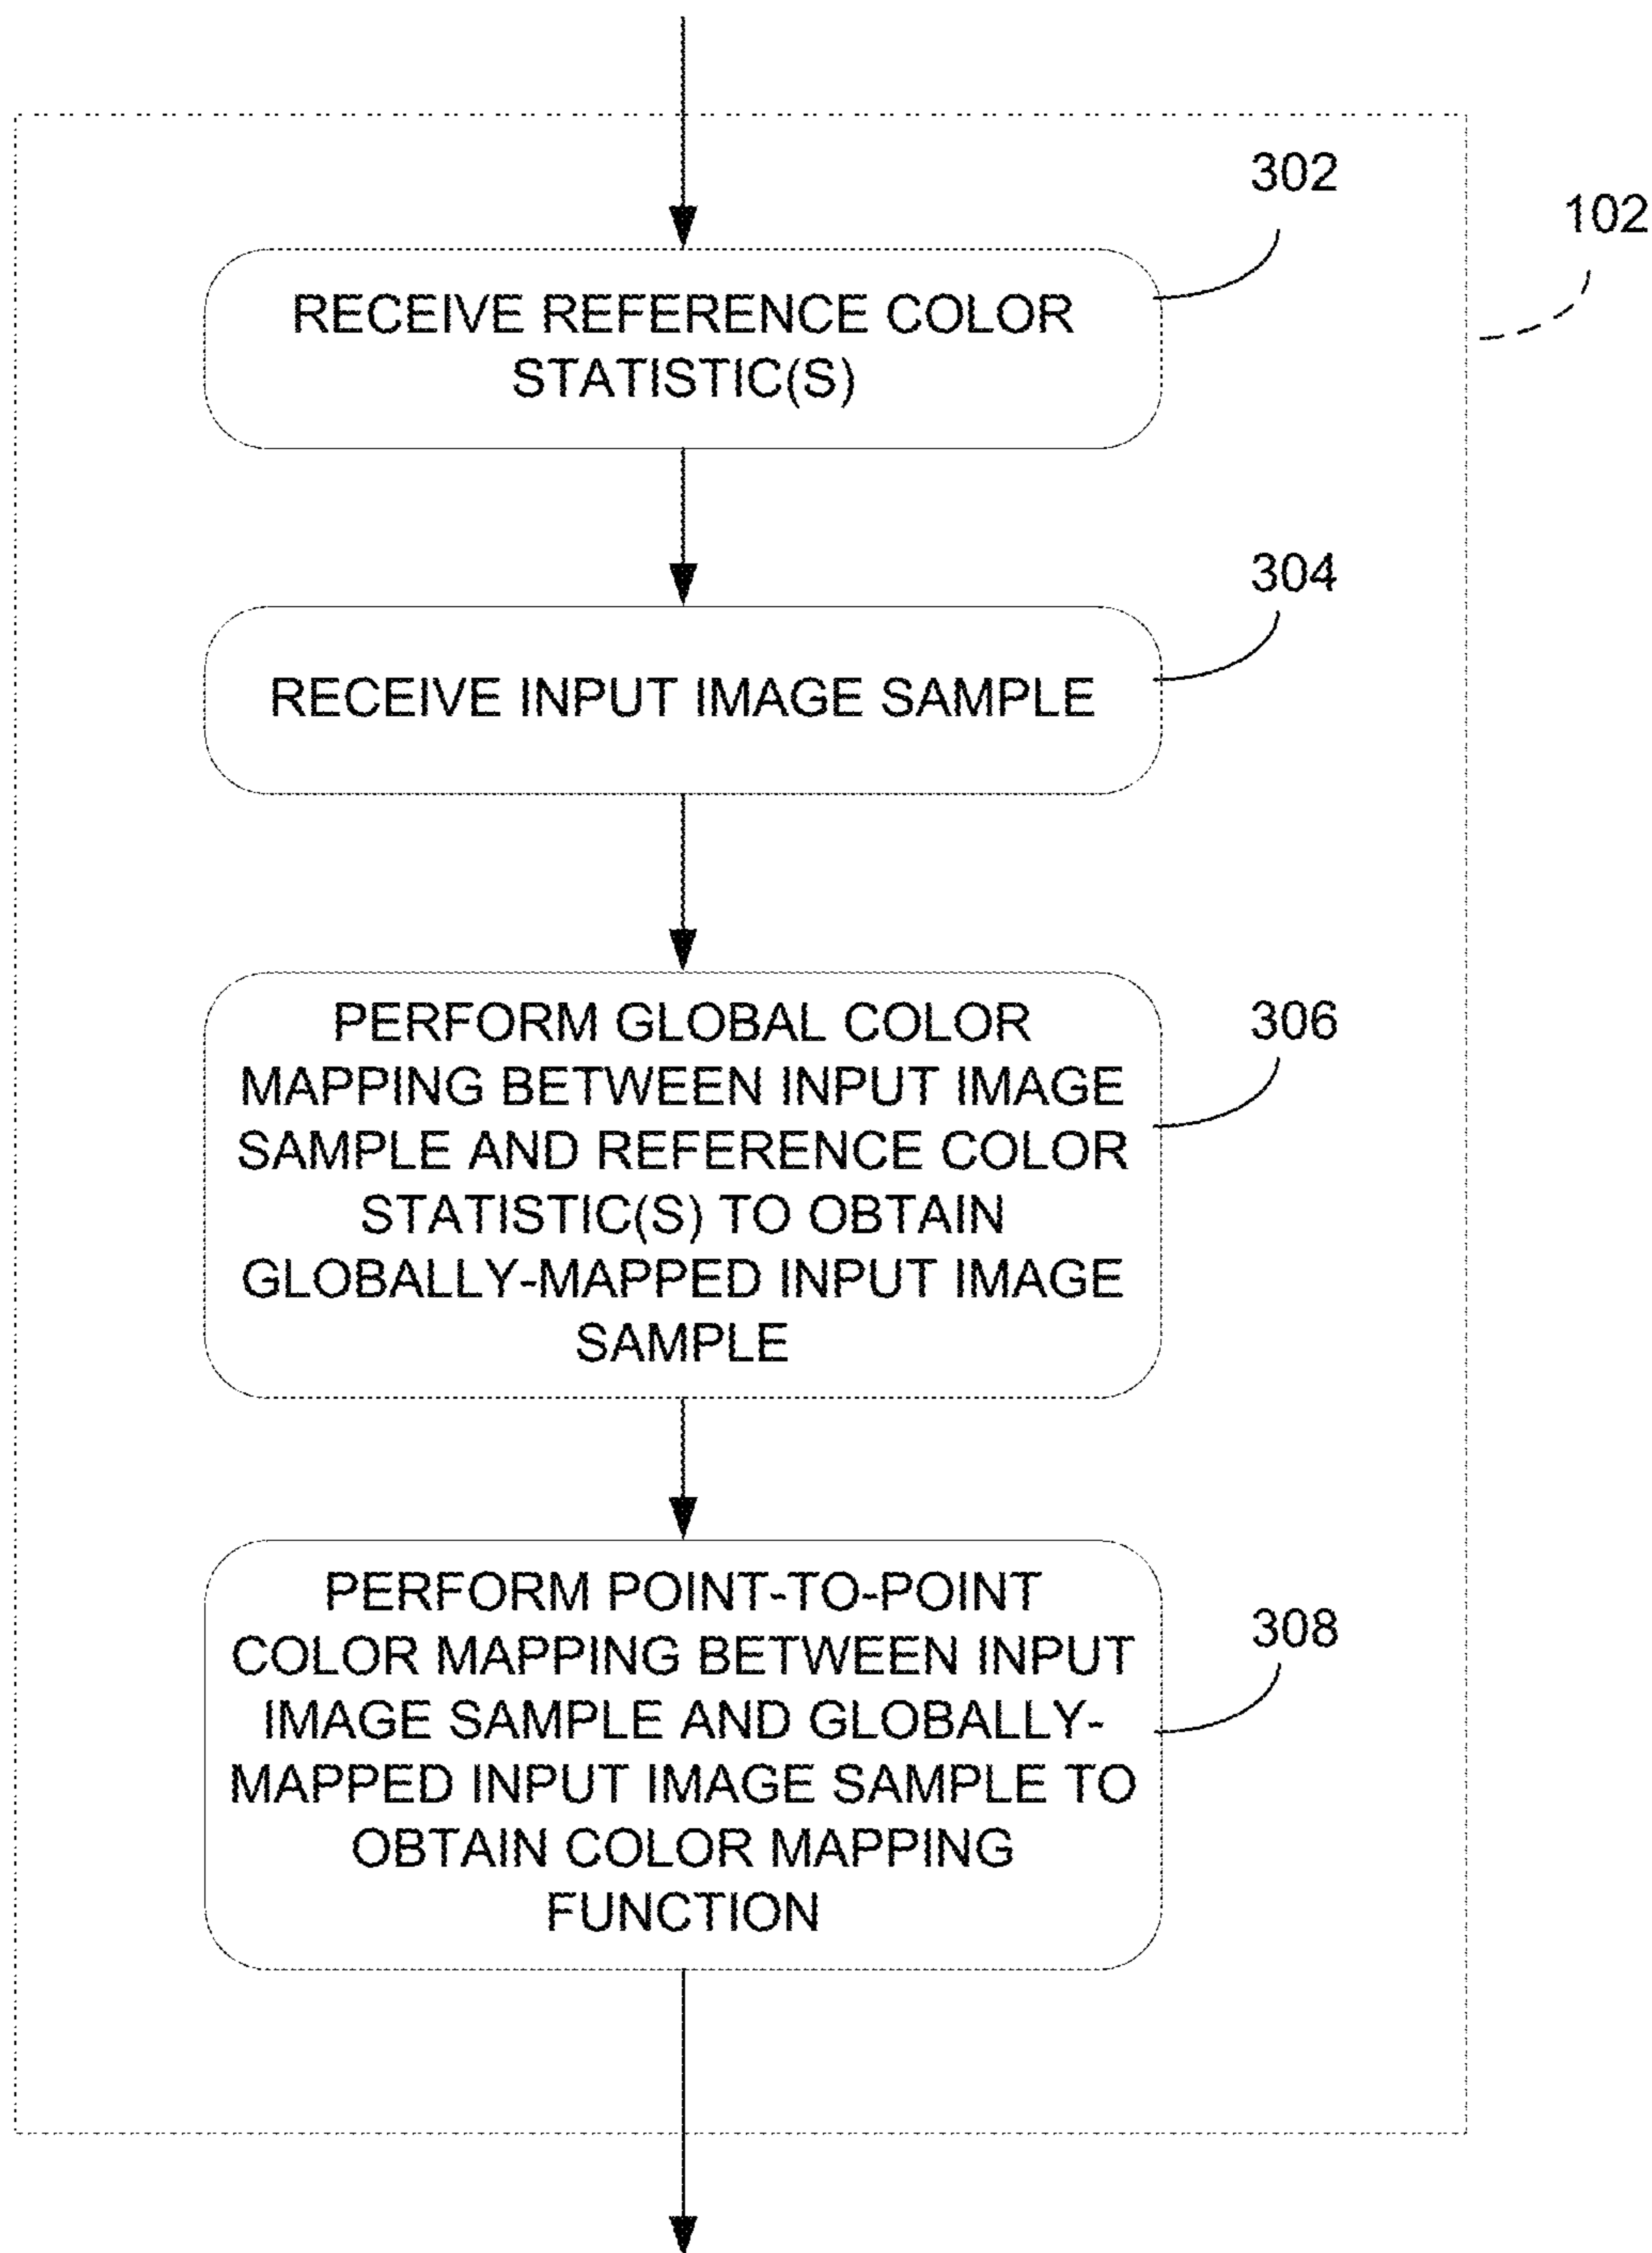 302
102
RECEIVE REFERENCE COLOR
STATISTIC(S)
304
RECEIVE INPUT IMAGE SAMPLE
306
PERFORM GLOBAL COLOR
MAPPING BETWEEN INPUT IMAGE
SAMPLE AND REFERENCE COLOR
STATISTIC(S) TO OBTAIN
GLOBALLY-MAPPED INPUT IMAGE
SAMPLE
308
PERFORM POINT-TO-POINT
COLOR MAPPING BETWEEN INPUT
IMAGE SAMPLE AND GLOBALLY-
MAPPED INPUT IMAGE SAMPLE TO
OBTAIN COLOR MAPPING
FUNCTION